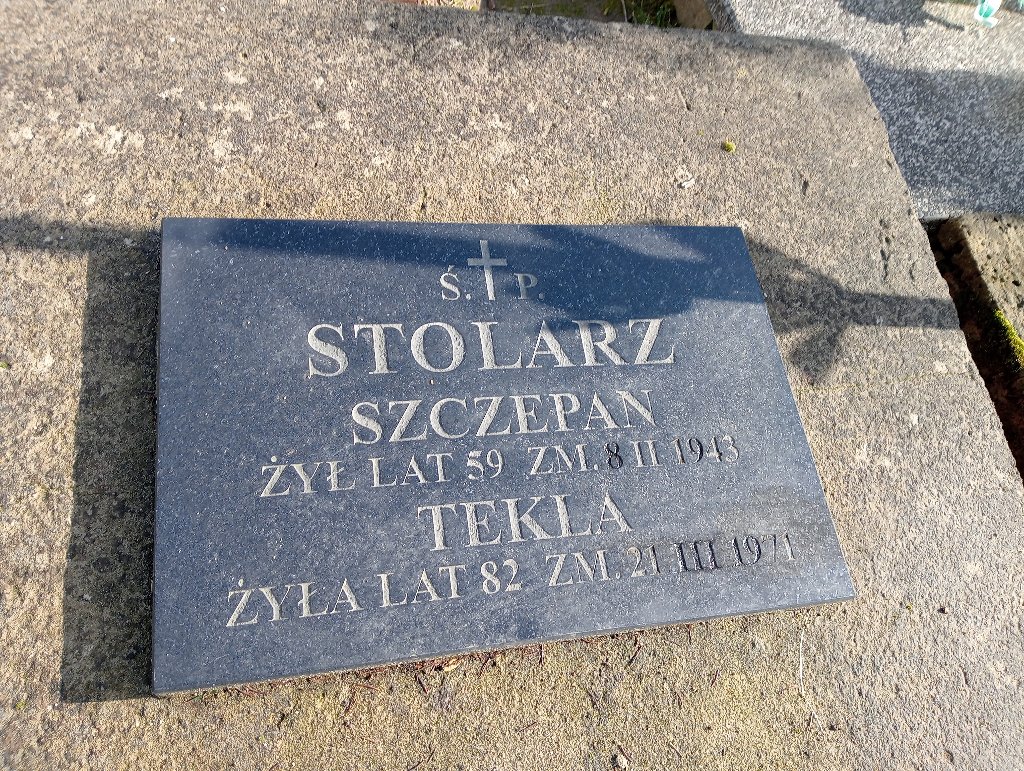 Ś. P.
STOLARZ
SZCZEPAN
ŻYŁ LAT 59 ZM. 8 II 1943
TEKLA
ŻYŁA LAT 82 ZM. 21 III 1971